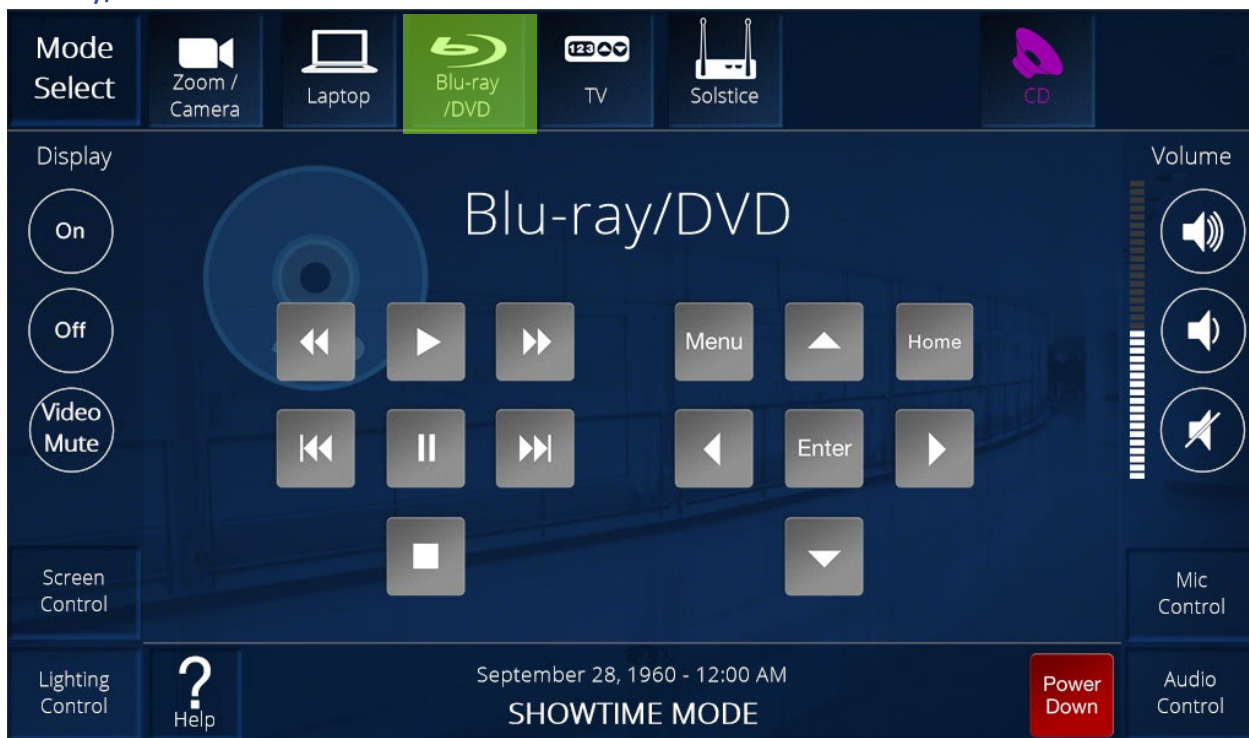 Mode
Select
Zoom /
Camera
Laptop
Blu-ray
/DVD
123
TV
Solstice
CD
Display
On
Off
Video
Mute
Blu-ray/DVD
Menu
Home
Enter
Volume
Screen
Control
Mic
Control
Lighting
Control
?
Help
September 28, 1960 - 12:00 AM
SHOWTIME MODE
Power
Down
Audio
Control